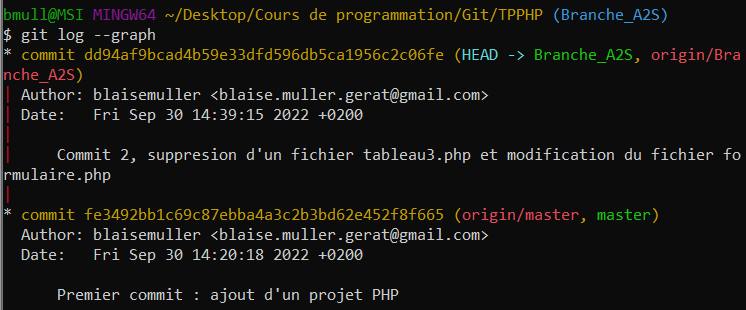 bmull@MSI MINGW64 ~/Desktop/Cours de programmation/Git/TPPHP (Branche_A2S)
$ git log --graph
* commit dd94af9bcad4b59e33dfd596db5ca1956c2c06fe (HEAD -> Branche_A2S, origin/Bra
nche_A2S)
| Author: blaisemuller <blaise.muller.gerat@gmail.com>
| Date:   Fri Sep 30 14:39:15 2022 +0200
|
|     Commit 2, suppresion d'un fichier tableau3.php et modification du fichier fo
rmulaire.php
|
* commit fe3492bb1c69c87ebba4a3c2b3bd62e452f8f665 (origin/master, master)
  Author: blaisemuller <blaise.muller.gerat@gmail.com>
  Date:   Fri Sep 30 14:20:18 2022 +0200

      Premier commit : ajout d'un projet PHP